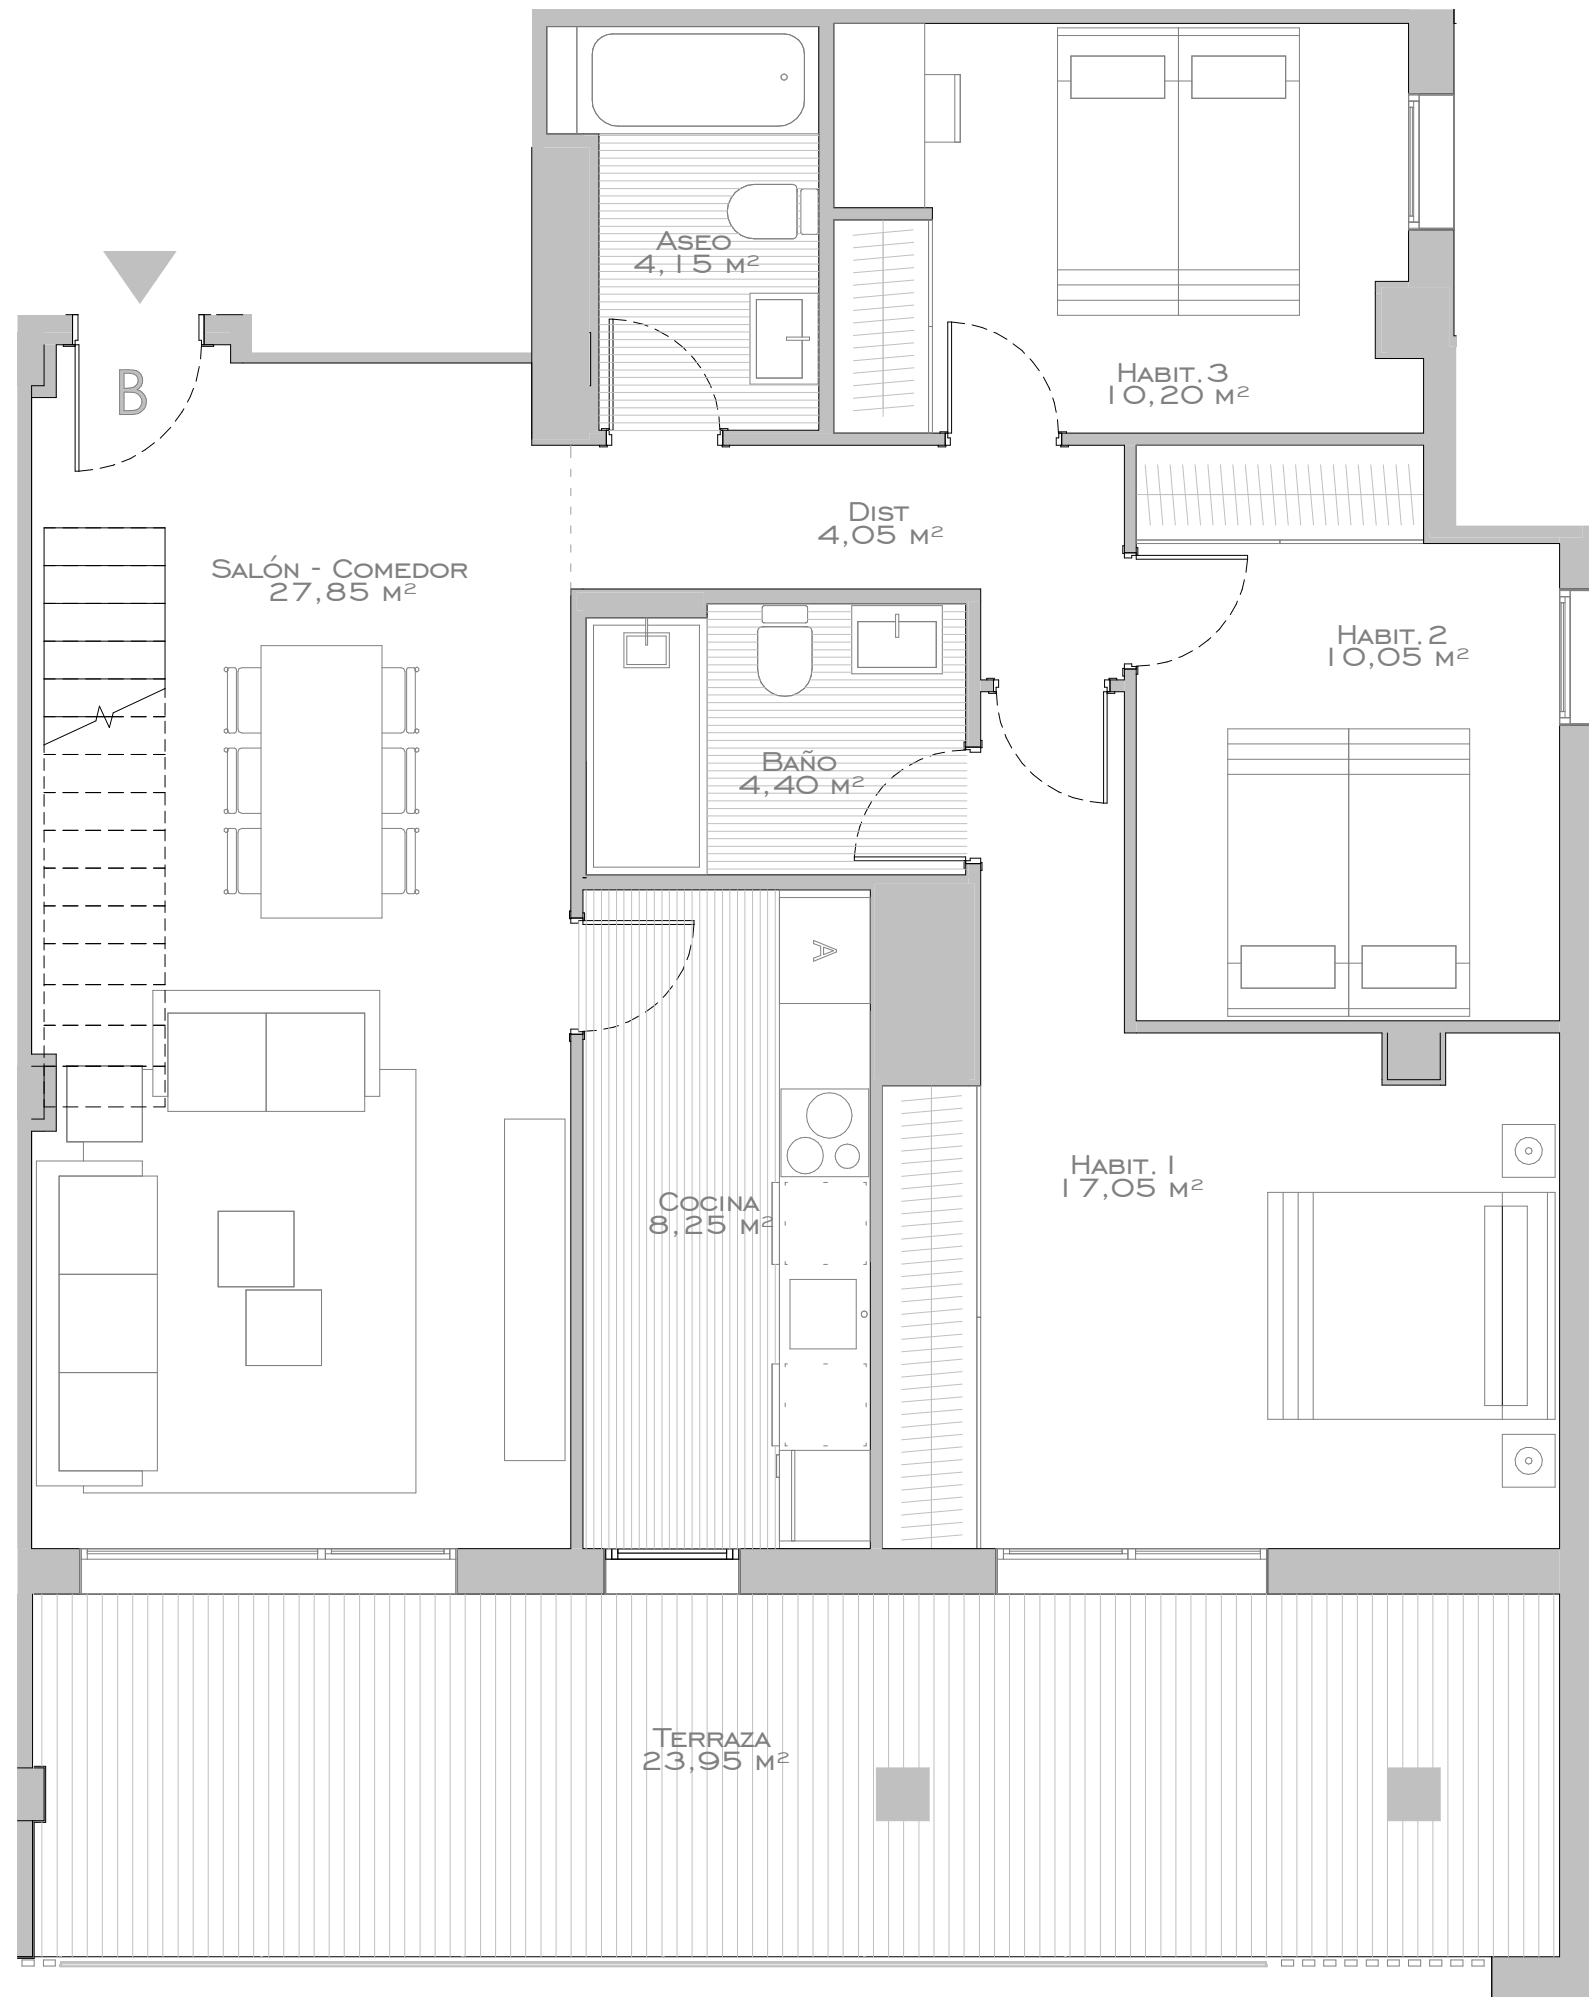 Aseo
4,15 m²
B
Habit. 3
10,20 m²
Dist
4,05 m²
Salón - Comedor
27,85 m²
Habit. 2
10,05 m²
Baño
4,40 m²
A
Habit. 1
17,05 m²
Cocina
8,25 m²
Terraza
23,95 m²